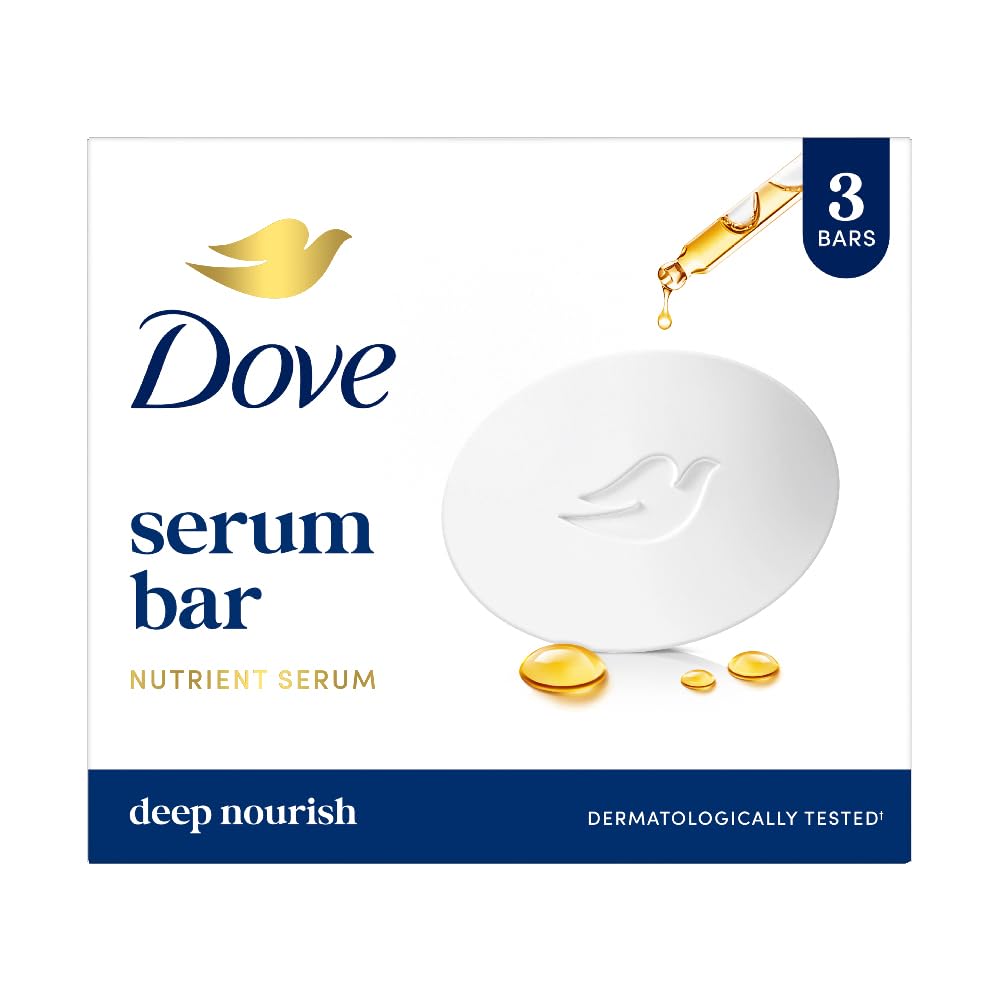 3
BARS
Dove
serum
bar
NUTRIENT SERUM
deep nourish
DERMATOLOGICALLY TESTED†